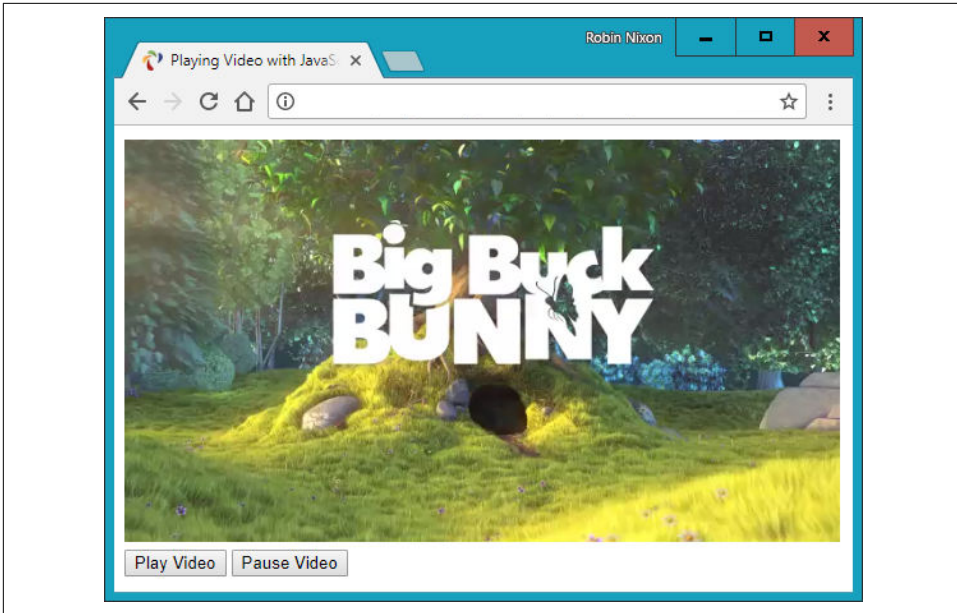 Robin Nixon
Playing Video with JavaS
Big Buck
BUNNY
Play Video Pause Video